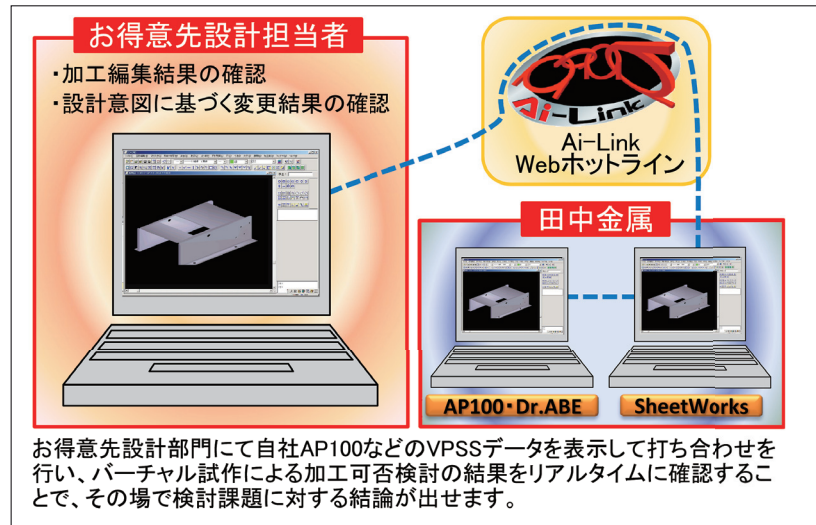 お得意先設計担当者
・加工編集結果の確認
・設計意図に基づく変更結果の確認
Ai-Link
Ai-Link
Webホットライン
田中金属
AP100・Dr.ABE
SheetWorks
お得意先設計部門にて自社AP100などのVPSSデータを表示して打ち合わせを
行い、バーチャル試作による加工可否検討の結果をリアルタイムに確認するこ
とで、その場で検討課題に対する結論が出せます。